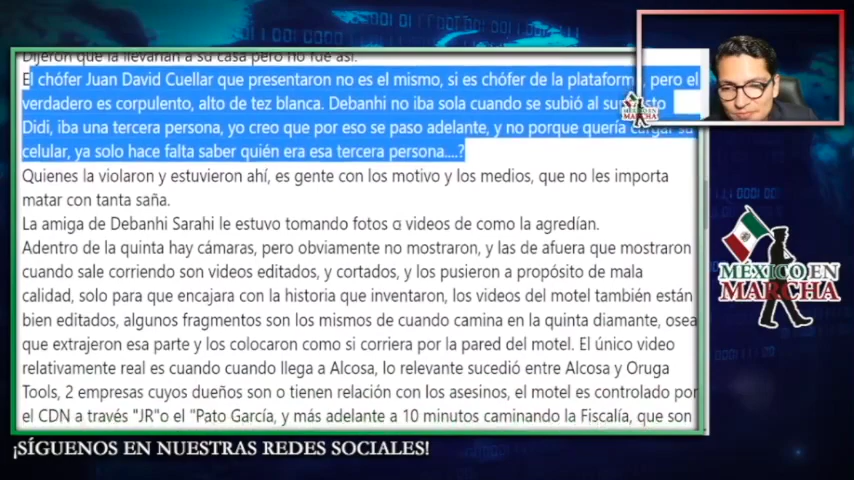 Dijeron que la llevarían a su casa pero no fue así.
El chófer Juan David Cuellar que presentaron no es el mismo, si es chófer de la plataforma, pero el
verdadero es corpulento, alto de tez blanca. Debanhi no iba sola cuando se subió al
Didi, iba una tercera persona, yo creo que por eso se paso adelante, y no porque quería cargar su
celular, ya solo hace falta saber quién era esa tercera persona....?
Quienes la violaron y estuvieron ahí, es gente con los motivo y los medios, que no les importa
matar con tanta saña.
La amiga de Debanhi Sarahi le estuvo tomando fotos α videos de como la agredían.
Adentro de la quinta hay cámaras, pero obviamente no mostraron, y las de afuera que mostraron
cuando sale corriendo son videos editados, y cortados, y los pusieron a propósito de mala
calidad, solo para que encajara con la historia que inventaron, los videos del motel también están
bien editados, algunos fragmentos son los mismos de cuando camina en la quinta diamante, osea
que extrajeron esa parte y los colocaron como si corriera por la pared del motel. El único video
relativamente real es cuando cuando llega a Alcosa, lo relevante sucedió entre Alcosa y Oruga
Tools, 2 empresas cuyos dueños son o tienen relación con los asesinos, el motel es controlado por
el CDN a través "JR"o el "Pato García, y más adelante a 10 minutos caminando la Fiscalía, que son
MÉXICO EN
MARCHA
¡SÍGUENOS EN NUESTRAS REDES SOCIALES!